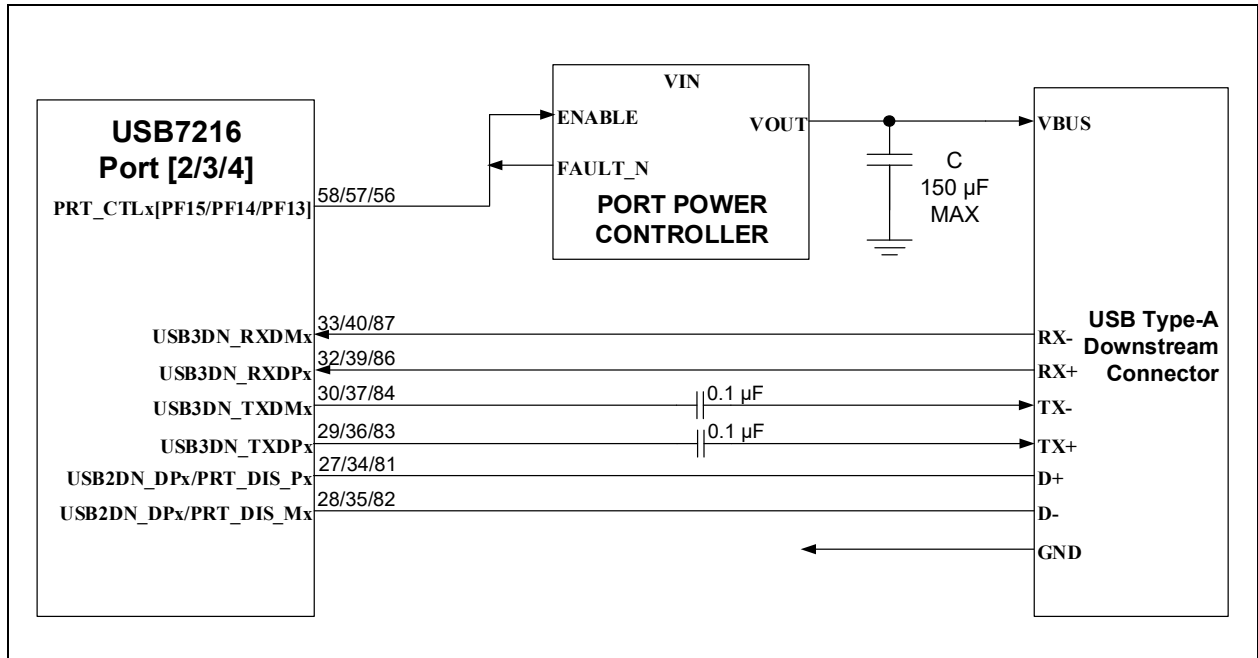 USB7216
Port [2/3/4]
PRT_CTLx[PF15/PF14/PF13]
58/57/56
VIN
ENABLE
VOUT
FAULT_N
PORT POWER
CONTROLLER
C
150 µF
MAX
VBUS
USB3DN_RXDMx
33/40/87
RX-
USB3DN_RXDPx
32/39/86
RX+
USB3DN_TXDMx
30/37/84
0.1 µF
TX-
USB3DN_TXDPx
29/36/83
0.1 µF
TX+
USB2DN_DPx/PRT_DIS_Px
27/34/81
D+
USB2DN_DPx/PRT_DIS_Mx
28/35/82
D-
GND
USB Type-A
Downstream
Connector